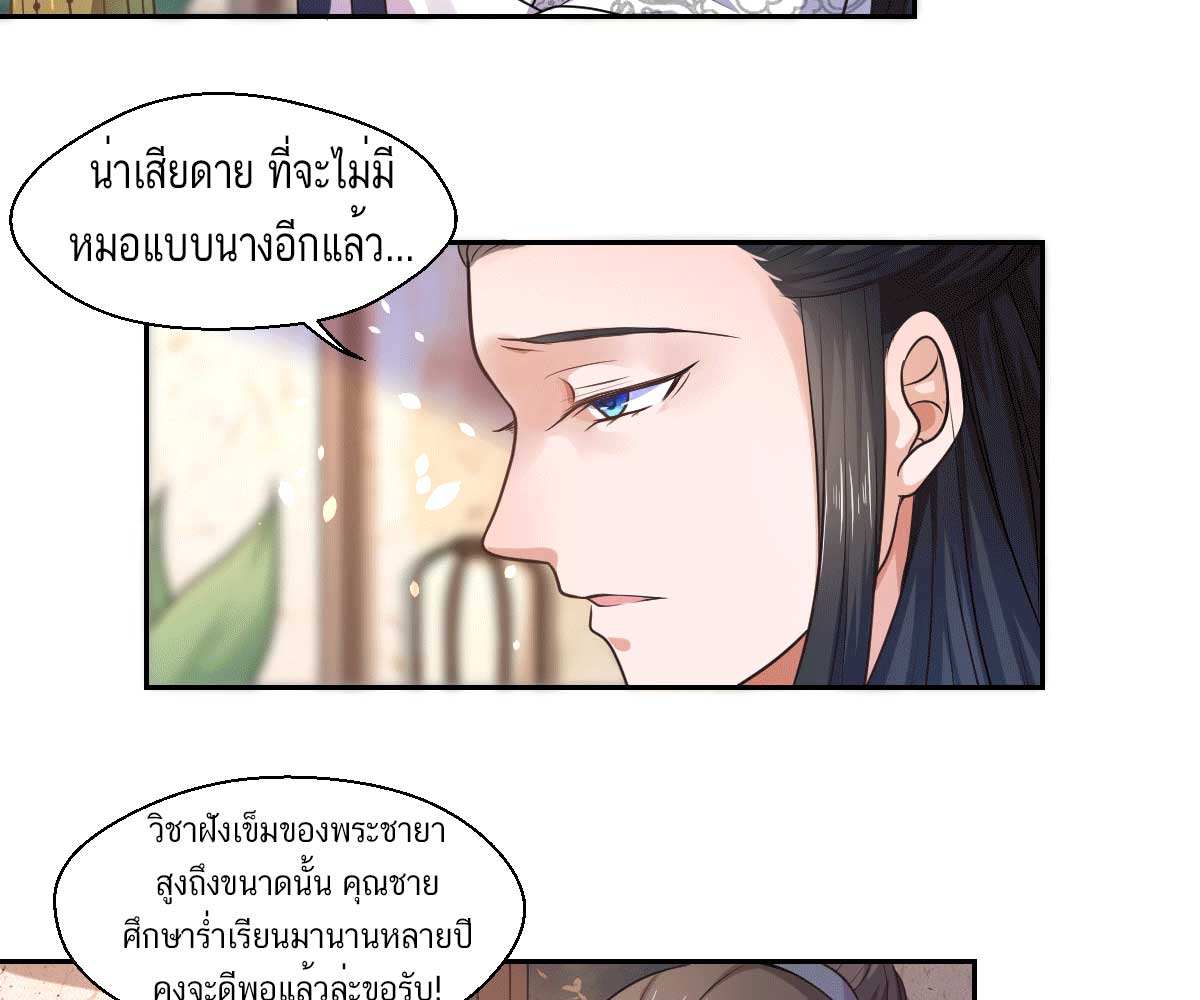 น่าเสียดาย ที่จะไม่มี
หมอแบบนางอีกแล้ว...
วิชาฝังเข็มของพระชายา
สูงถึงขนาดนั้น คุณชาย
ศึกษาร่ำเรียนมานานหลายปี
คงจะดีพอแล้วล่ะขอรับ!